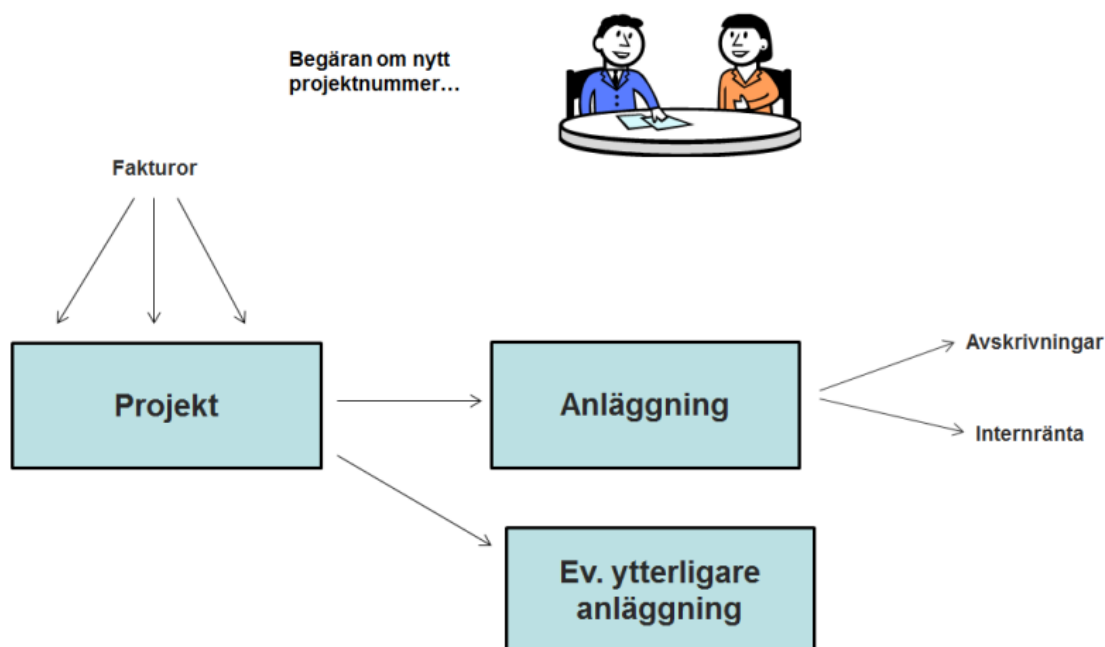 Begäran om nytt
projektnummer…
Fakturor
Projekt
Anläggning
Avskrivningar
Internränta
Ev. ytterligare
anläggning